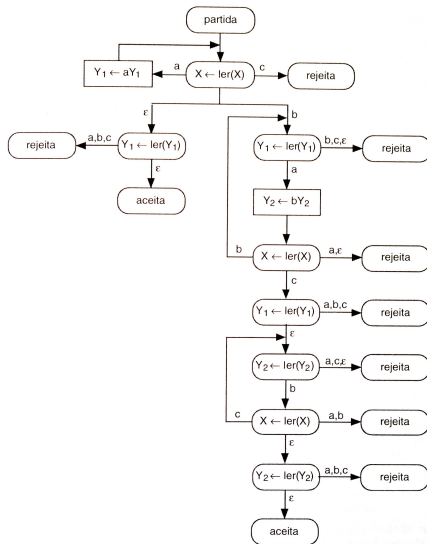 partida
Y₁ ← aY₁ a X ← ler(X) c rejeita
ε b
rejeita a,b,c Y₁ ← ler(Y₁) Y₁ ← ler(Y₁) b,c,ε rejeita
ε a
aceita Y₂ ← bY₂
b X ← ler(X) a,ε rejeita
c
Y₁ ← ler(Y₁) a,b,c rejeita
ε
Y₂ ← ler(Y₂) a,c,ε rejeita
b
c X ← ler(X) a,b rejeita
ε
Y₂ ← ler(Y₂) a,b,c rejeita
ε
aceita